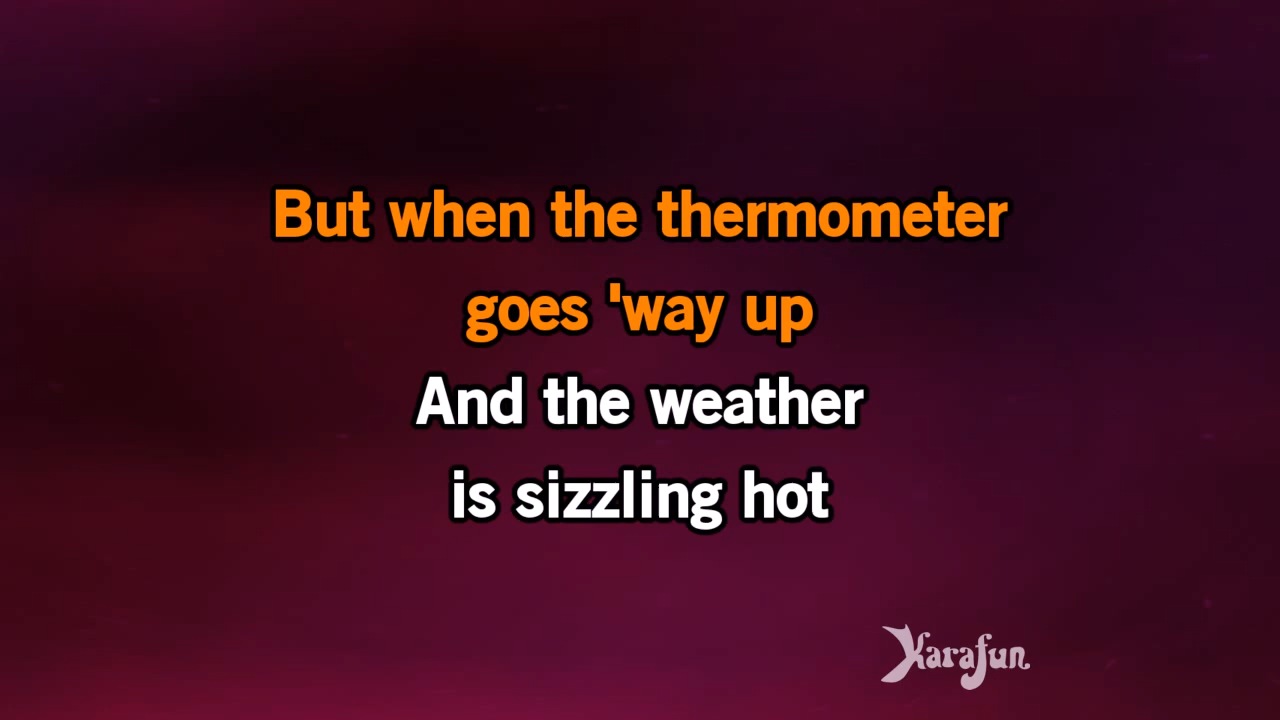 But when the thermometer
goes 'way up
And the weather
is sizzling hot
Karafun